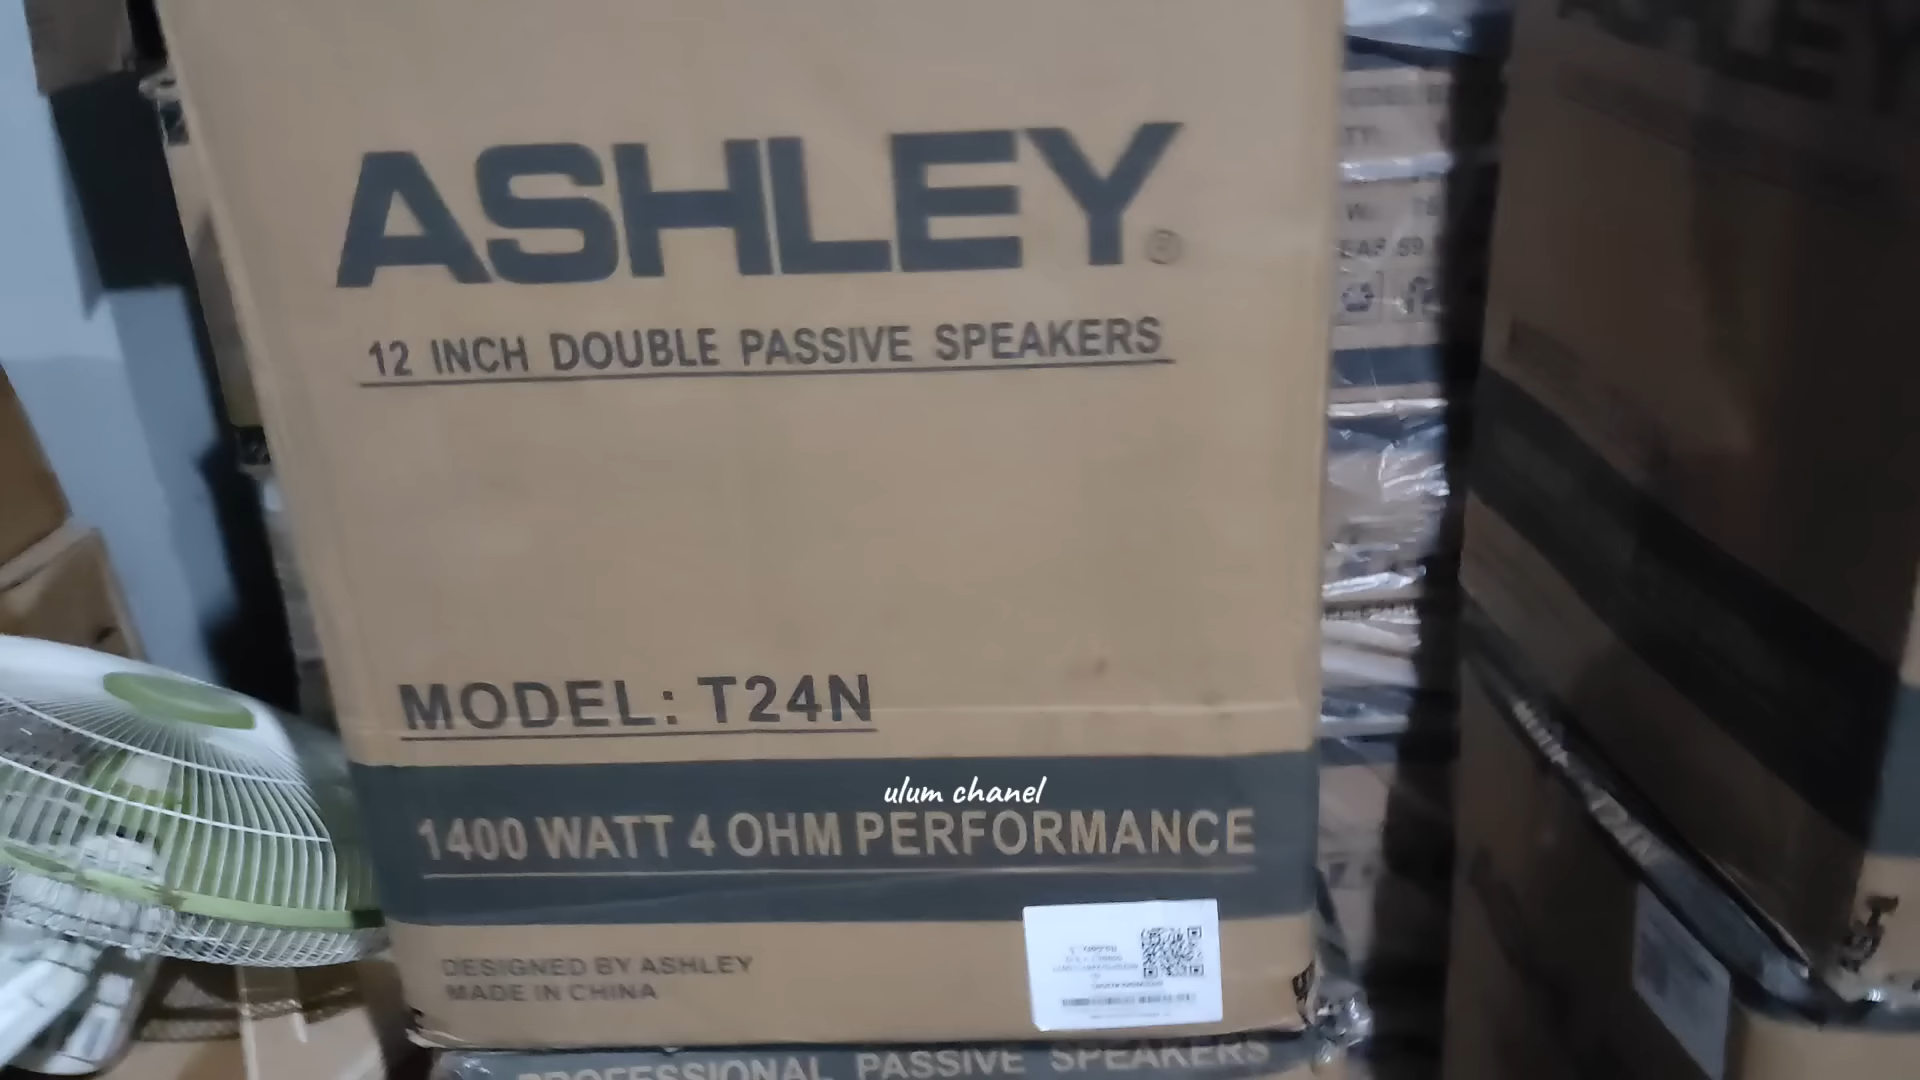 ASHLEY®
12 INCH DOUBLE PASSIVE SPEAKERS
MODEL: T24N
ulum chanel
1400 WATT 4 OHM PERFORMANCE
DESIGNED BY ASHLEY
MADE IN CHINA
PROFESSIONAL PASSIVE SPEAKERS